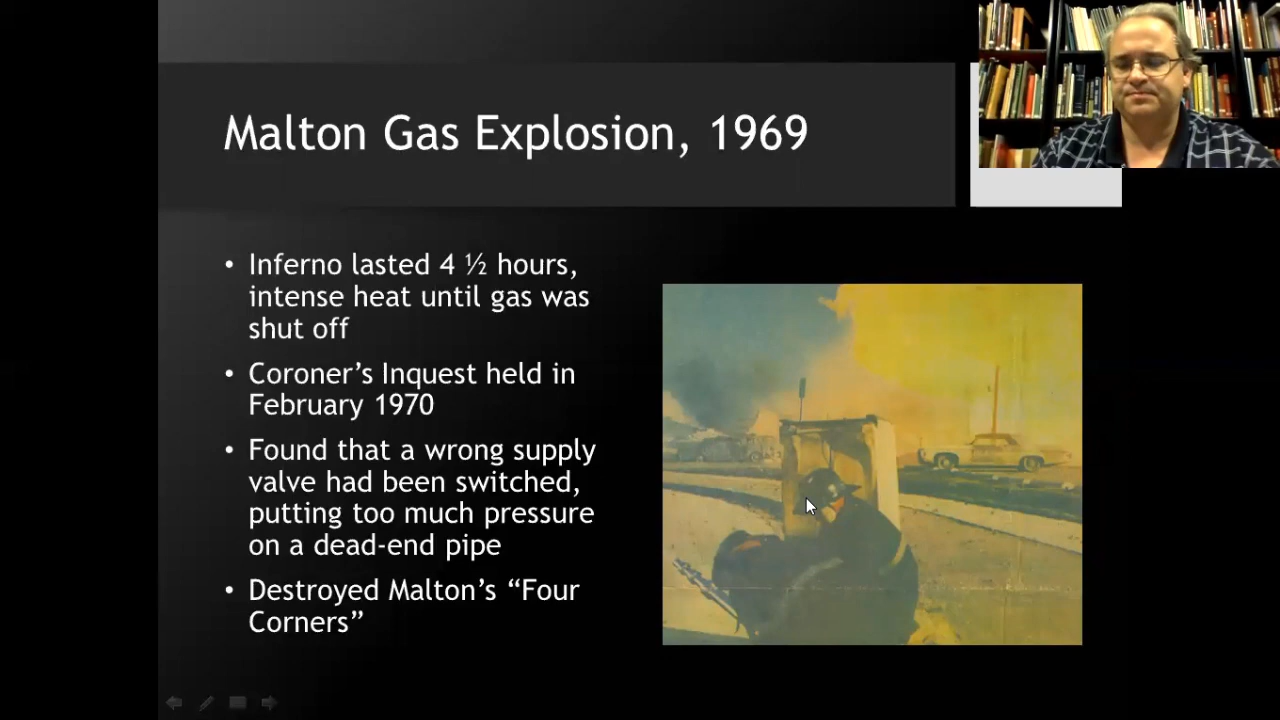 Malton Gas Explosion, 1969
• Inferno lasted 4 ½ hours,
intense heat until gas was
shut off
• Coroner’s Inquest held in
February 1970
• Found that a wrong supply
valve had been switched,
putting too much pressure
on a dead-end pipe
• Destroyed Malton’s “Four
Corners”